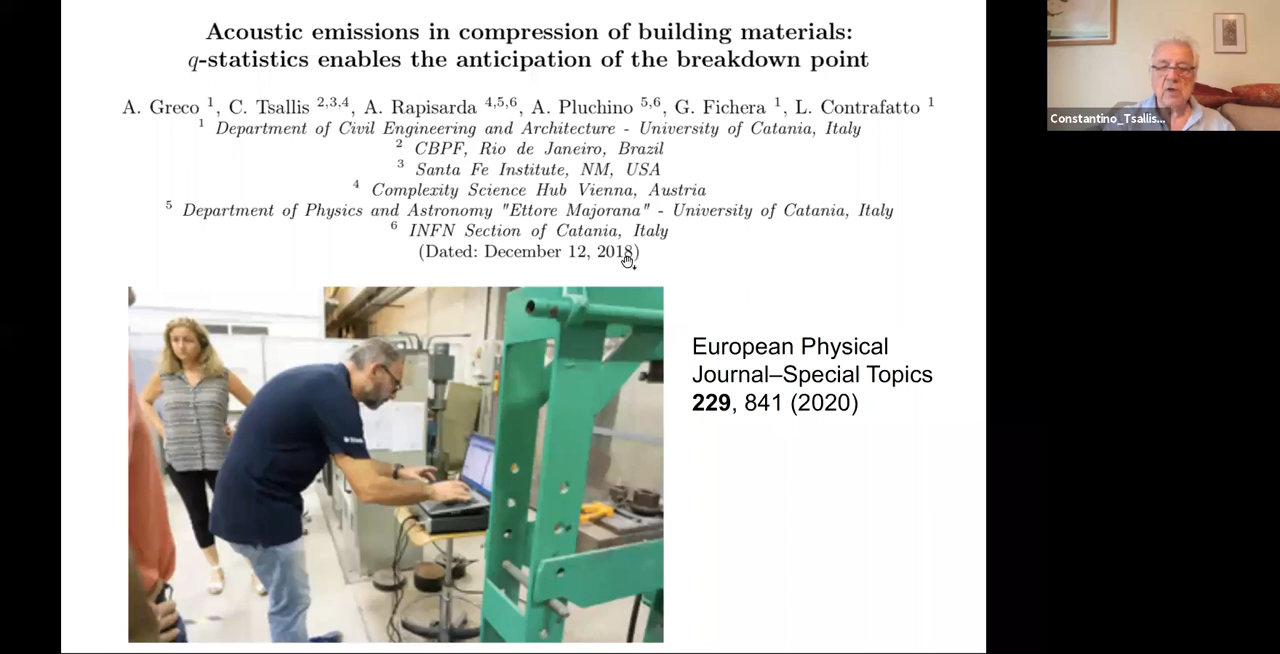 Acoustic emissions in compression of building materials:
q-statistics enables the anticipation of the breakdown point
A. Greco 1, C. Tsallis 2,3,4, A. Rapisarda 4,5,6, A. Pluchino 5,6, G. Fichera 1, L. Contrafatto 1
1 Department of Civil Engineering and Architecture - University of Catania, Italy
2 CBPF, Rio de Janeiro, Brazil
3 Santa Fe Institute, NM, USA
4 Complexity Science Hub Vienna, Austria
5 Department of Physics and Astronomy "Ettore Majorana" - University of Catania, Italy
6 INFN Section of Catania, Italy
(Dated: December 12, 2018)
European Physical
Journal–Special Topics
229, 841 (2020)
Constantino_Tsallis...